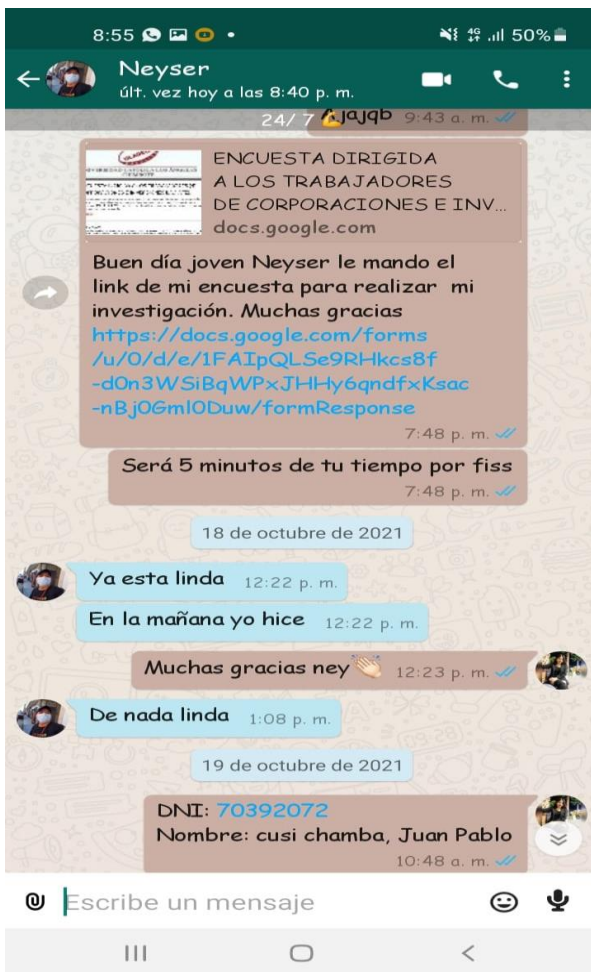 8:55
4G 50%
Neyser
últ. vez hoy a las 8:40 p. m.
24/ 7 💪jajqb 9:43 a. m.
ENCUESTA DIRIGIDA
A LOS TRABAJADORES
DE CORPORACIONES E INV...
docs.google.com
Buen día joven Neyser le mando el
link de mi encuesta para realizar mi
investigación. Muchas gracias
https://docs.google.com/forms
/u/0/d/e/1FAIpQLSe9RHkcs8f
-d0n3WSiBqWPxJHHy6qndfxKsac
-nBj0Gml0Duw/formResponse
7:48 p. m.
Será 5 minutos de tu tiempo por fiss
7:48 p. m.
18 de octubre de 2021
Ya esta linda 12:22 p. m.
En la mañana yo hice 12:22 p. m.
Muchas gracias ney👏🏻 12:23 p. m.
De nada linda 1:08 p. m.
19 de octubre de 2021
DNI: 70392072
Nombre: cusi chamba, Juan Pablo
10:48 a. m.
Escribe un mensaje